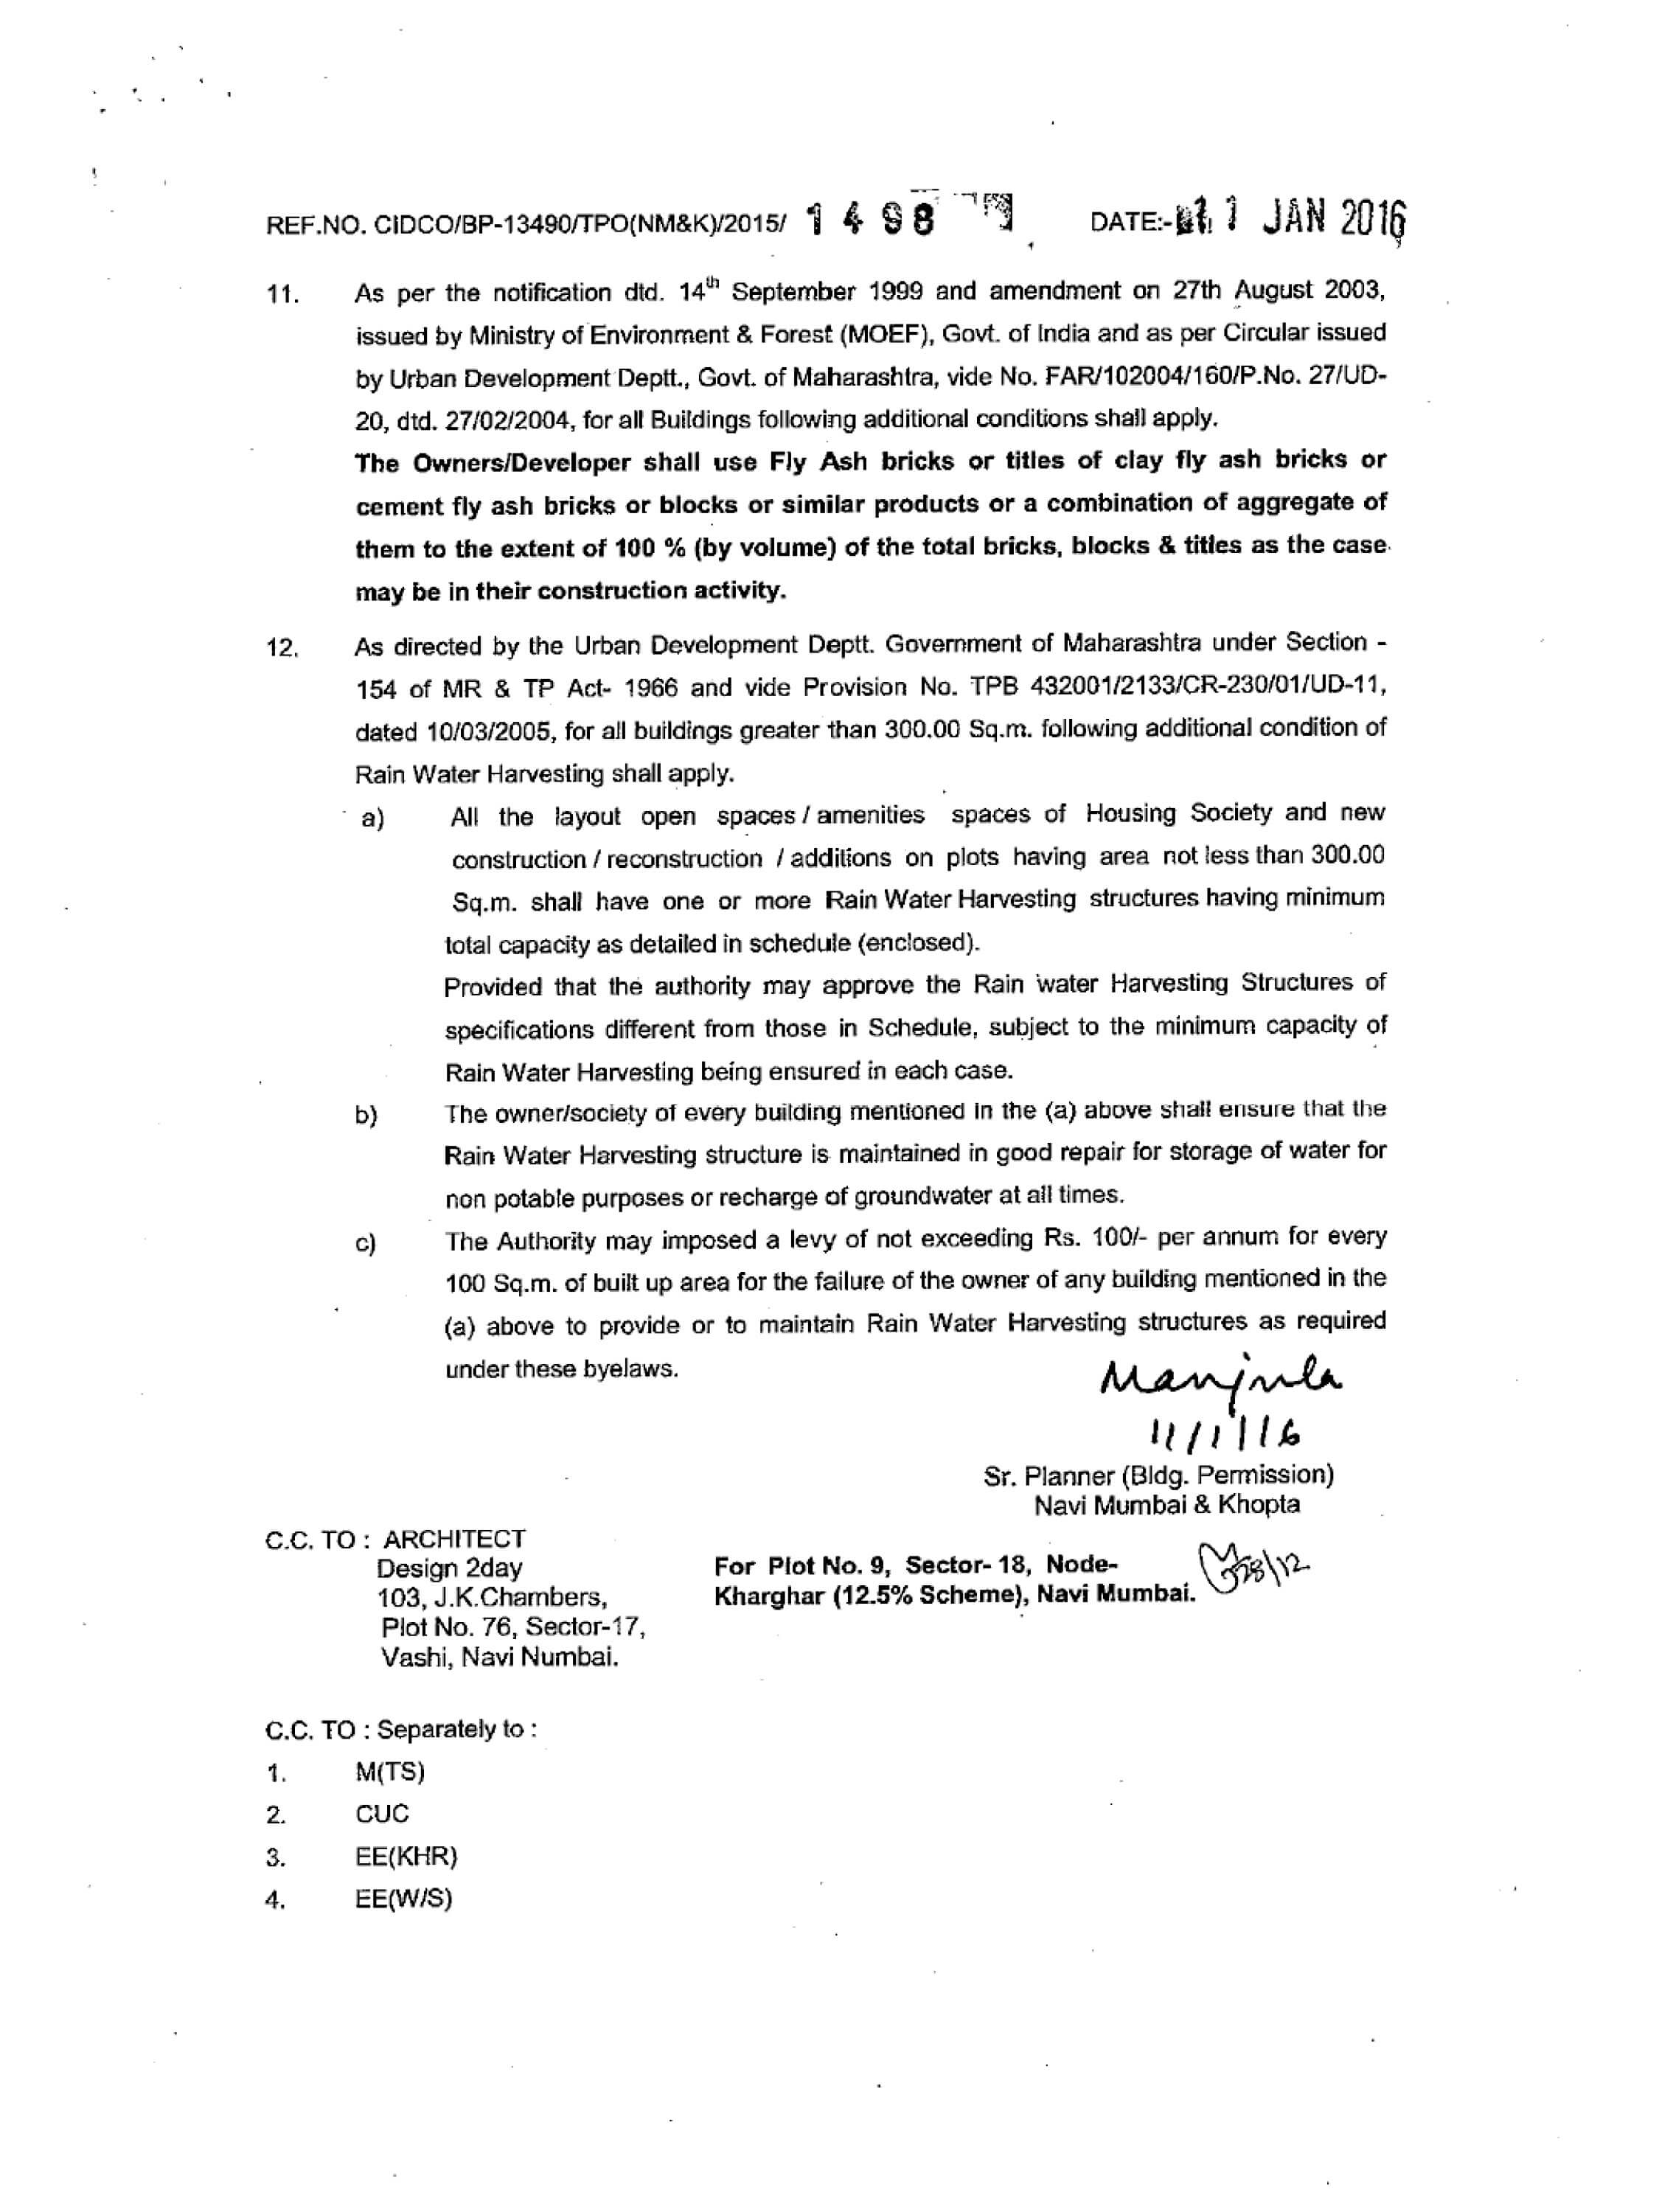 REF.NO. CIDCO/BP-13490/TPO(NM&K)/2015/ 1498 DATE:- 11 JAN 2016
11. As per the notification dtd. 14th September 1999 and amendment on 27th August 2003,
issued by Ministry of Environment & Forest (MOEF), Govt. of India and as per Circular issued
by Urban Development Deptt., Govt. of Maharashtra, vide No. FAR/102004/160/P.No. 27/UD-
20, dtd. 27/02/2004, for all Buildings following additional conditions shall apply.
The Owners/Developer shall use Fly Ash bricks or titles of clay fly ash bricks or
cement fly ash bricks or blocks or similar products or a combination of aggregate of
them to the extent of 100 % (by volume) of the total bricks, blocks & titles as the case
may be in their construction activity.
12. As directed by the Urban Development Deptt. Government of Maharashtra under Section -
154 of MR & TP Act- 1966 and vide Provision No. TPB 432001/2133/CR-230/01/UD-11,
dated 10/03/2005, for all buildings greater than 300.00 Sq.m. following additional condition of
Rain Water Harvesting shall apply.
a) All the layout open spaces / amenities spaces of Housing Society and new
construction / reconstruction / additions on plots having area not less than 300.00
Sq.m. shall have one or more Rain Water Harvesting structures having minimum
total capacity as detailed in schedule (enclosed).
Provided that the authority may approve the Rain water Harvesting Structures of
specifications different from those in Schedule, subject to the minimum capacity of
Rain Water Harvesting being ensured in each case.
b) The owner/society of every building mentioned in the (a) above shall ensure that the
Rain Water Harvesting structure is maintained in good repair for storage of water for
non potable purposes or recharge of groundwater at all times.
c) The Authority may imposed a levy of not exceeding Rs. 100/- per annum for every
100 Sq.m. of built up area for the failure of the owner of any building mentioned in the
(a) above to provide or to maintain Rain Water Harvesting structures as required
under these byelaws.
Manjula
11/1/16
Sr. Planner (Bldg. Permission)
Navi Mumbai & Khopta
C.C. TO : ARCHITECT
Design 2day
103, J.K.Chambers,
Plot No. 76, Sector-17,
Vashi, Navi Numbai.
For Plot No. 9, Sector- 18, Node-
Kharghar (12.5% Scheme), Navi Mumbai.
28/12
C.C. TO : Separately to :
1. M(TS)
2. CUC
3. EE(KHR)
4. EE(W/S)